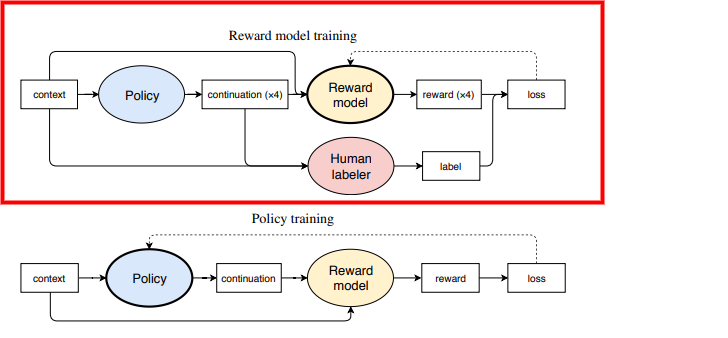 Reward model training
context
Policy
continuation (×4)
Reward
model
reward (×4)
loss
Human
labeler
label
Policy training
context
Policy
continuation
Reward
model
reward
loss